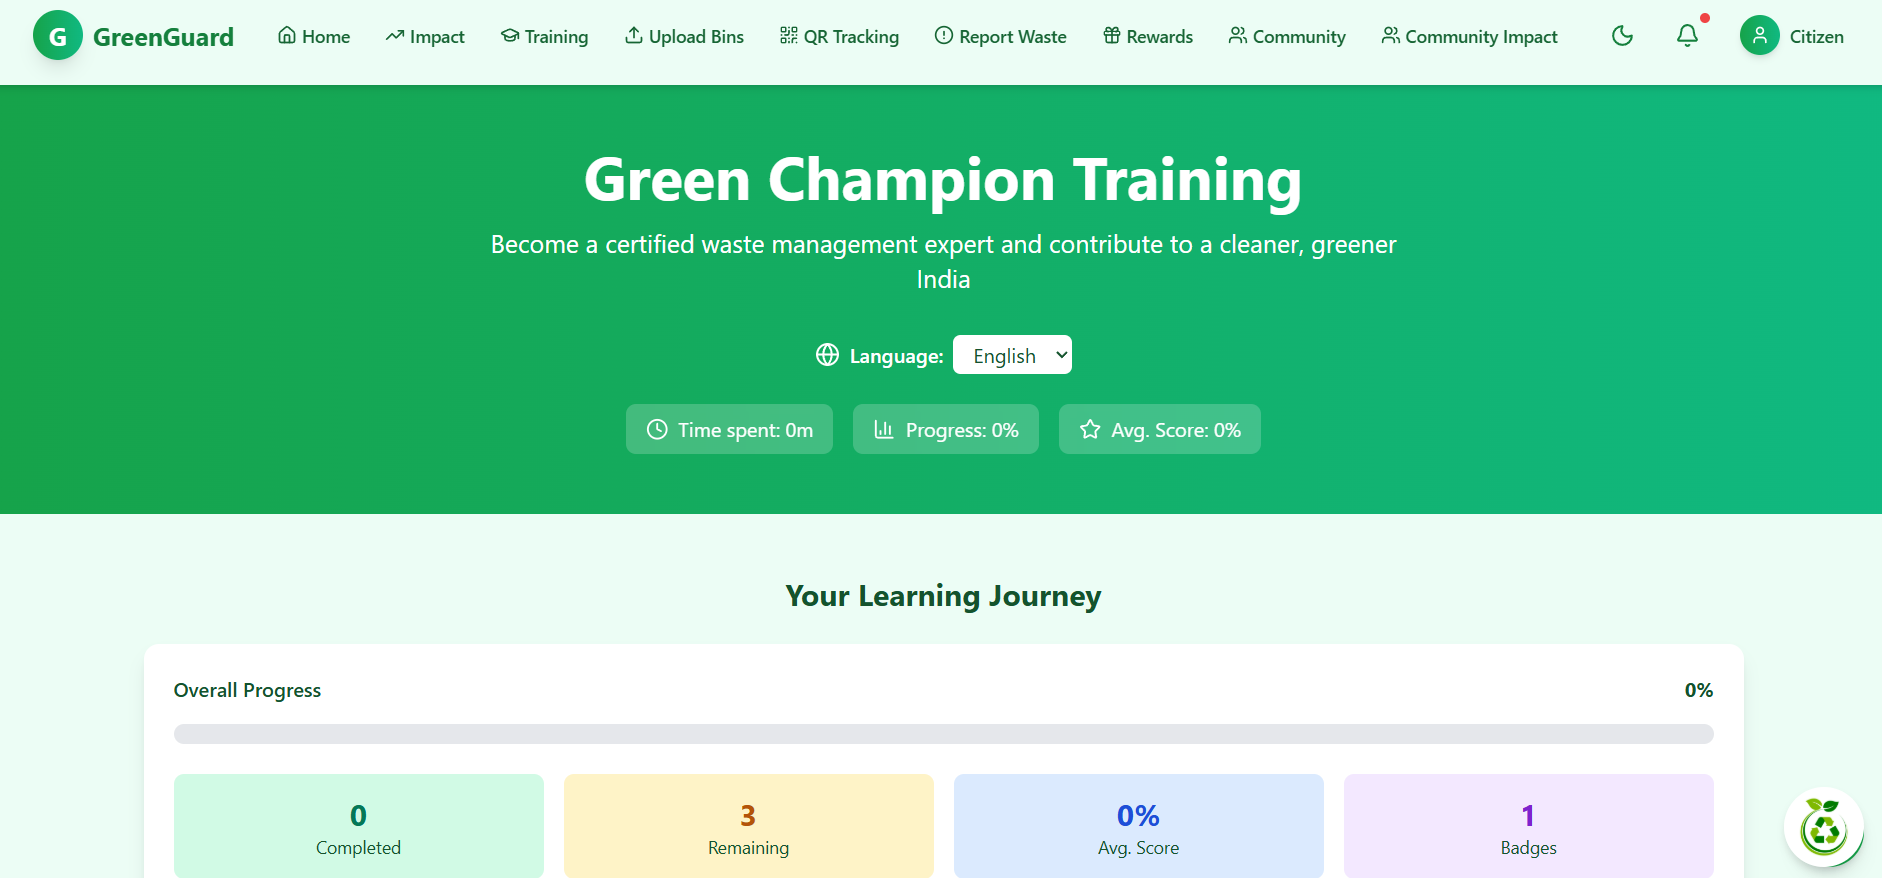 G GreenGuard Home Impact Training Upload Bins QR Tracking Report Waste Rewards Community Community Impact Citizen
Green Champion Training
Become a certified waste management expert and contribute to a cleaner, greener
India
Language: English
Time spent: 0m Progress: 0% Avg. Score: 0%
Your Learning Journey
Overall Progress 0%
0 3 0% 1
Completed Remaining Avg. Score Badges